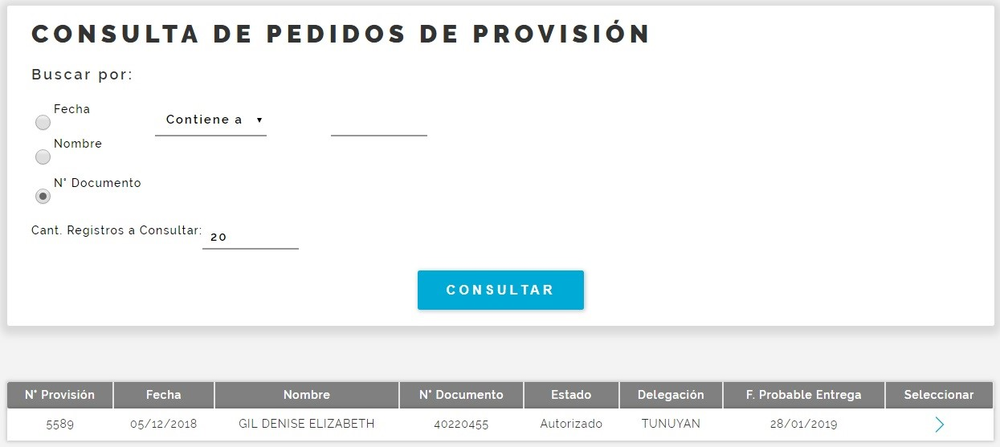 CONSULTA DE PEDIDOS DE PROVISIÓN
Buscar por:
Fecha
Contiene a
Nombre
N° Documento
Cant. Registros a Consultar: 20
CONSULTAR
N° Provisión Fecha Nombre N° Documento Estado Delegación F. Probable Entrega Seleccionar
5589 05/12/2018 GIL DENISE ELIZABETH 40220455 Autorizado TUNUYAN 28/01/2019